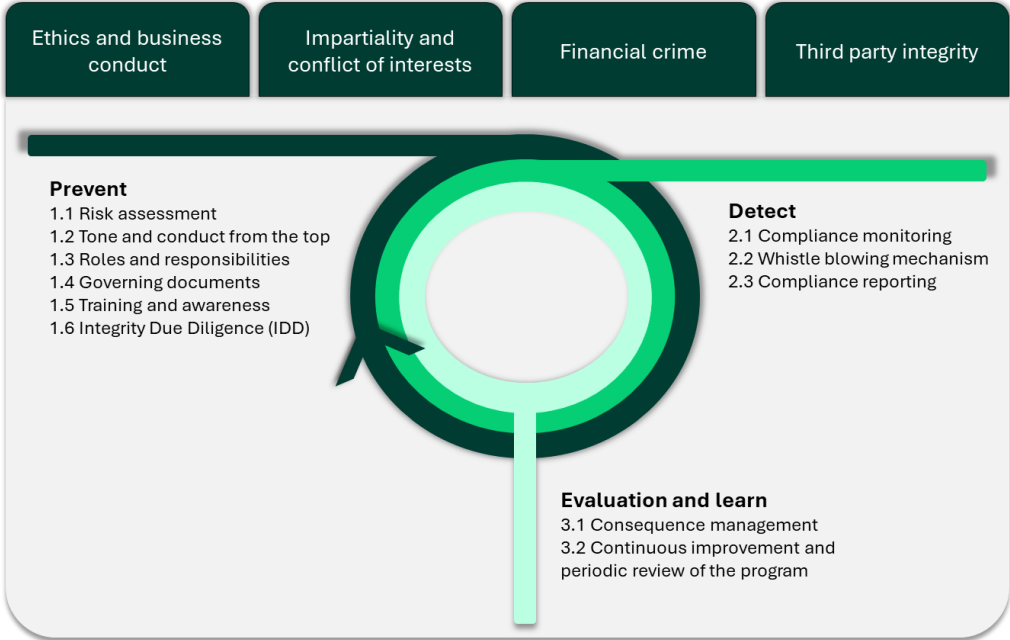 Ethics and business
conduct
Impartiality and
conflict of interests
Financial crime
Third party integrity
Prevent
1.1 Risk assessment
1.2 Tone and conduct from the top
1.3 Roles and responsibilities
1.4 Governing documents
1.5 Training and awareness
1.6 Integrity Due Diligence (IDD)
Detect
2.1 Compliance monitoring
2.2 Whistle blowing mechanism
2.3 Compliance reporting
Evaluation and learn
3.1 Consequence management
3.2 Continuous improvement and
periodic review of the program